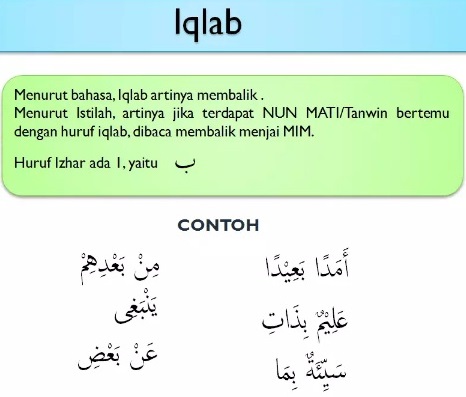 Iqlab
Menurut bahasa, Iqlab artinya membalik .
Menurut Istilah, artinya jika terdapat NUN MATI/Tanwin bertemu
dengan huruf iqlab, dibaca membalik menjai MIM.
Huruf Izhar ada 1, yaitu ب
CONTOH
أَمَدًا بَعِيْدًا
مِنْ بَعْدِهِمْ
عَلِيْمٌ بِذَاتِ
يَنْبَغِى
سَيِّئَةٌ بِمَا
عَنْ بَعْضٍ